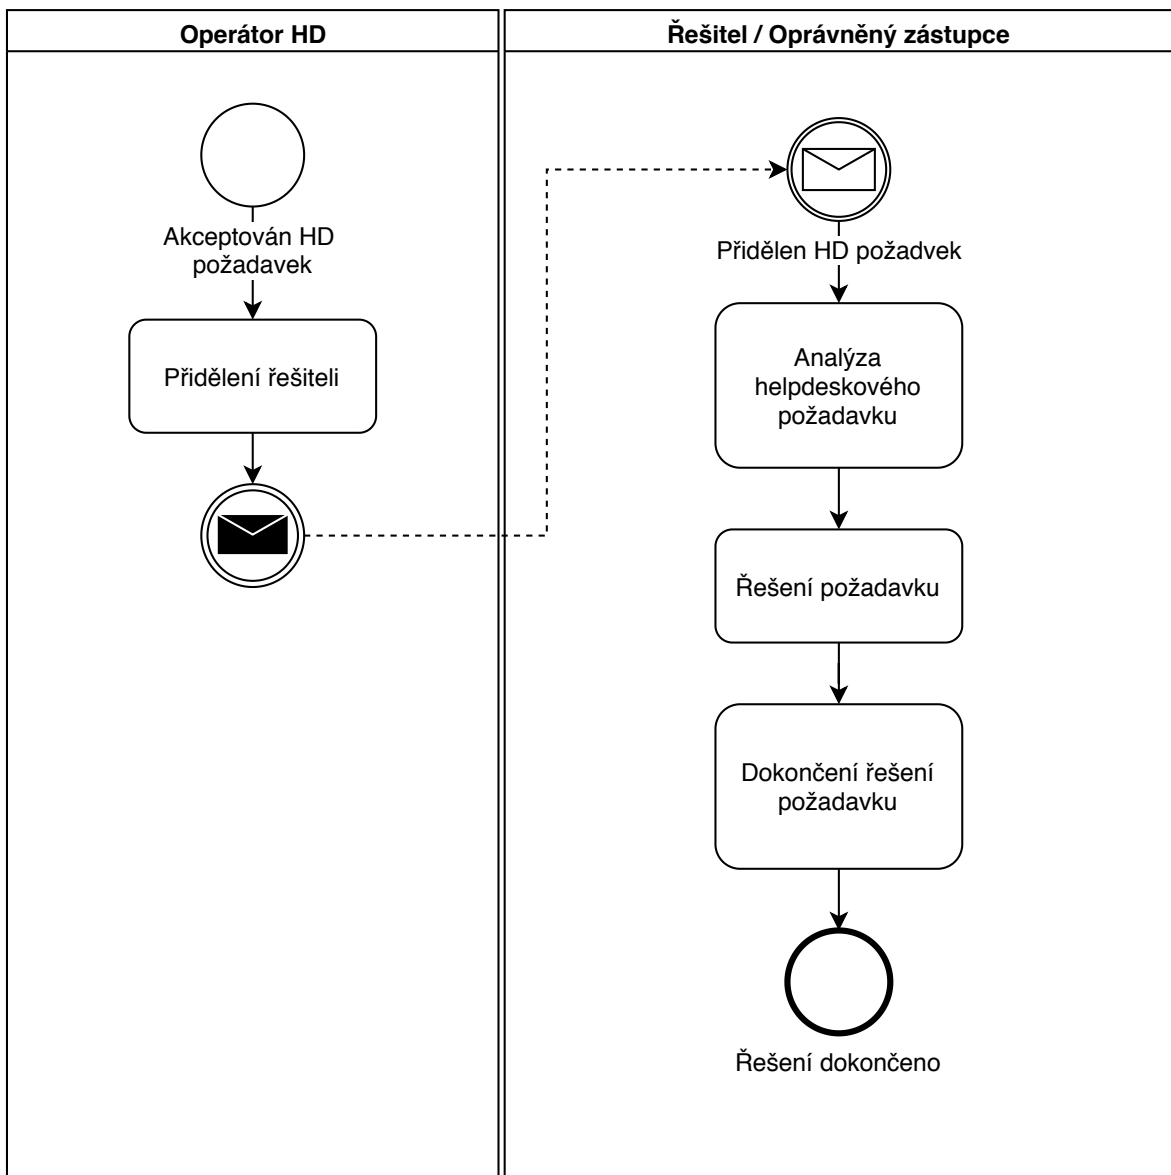 Operátor HD
Řešitel / Oprávněný zástupce
Akceptován HD
požadavek
Přidělení řešiteli
Přidělen HD požadvek
Analýza
helpdeskového
požadavku
Řešení požadavku
Dokončení řešení
požadavku
Řešení dokončeno